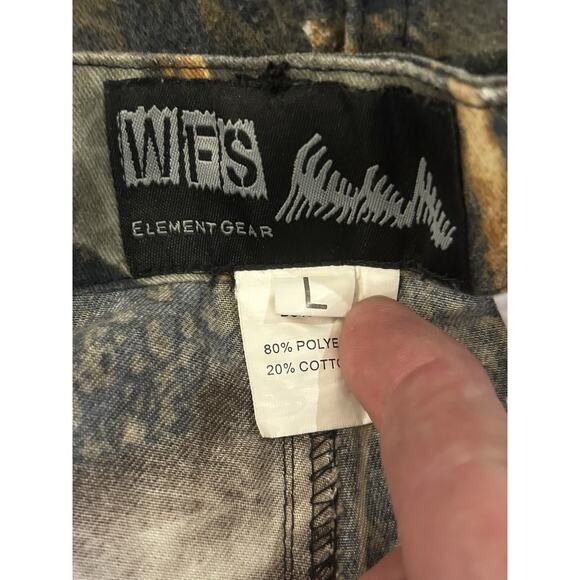 WFS
ELEMENT GEAR
L
80% POLYE
20% COTTO